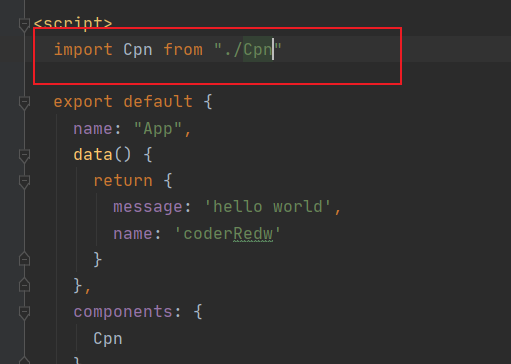 <script>
import Cpn from "./Cpn"
export default {
name: "App",
data() {
return {
message: 'hello world',
name: 'coderRedw'
}
},
components: {
Cpn
}